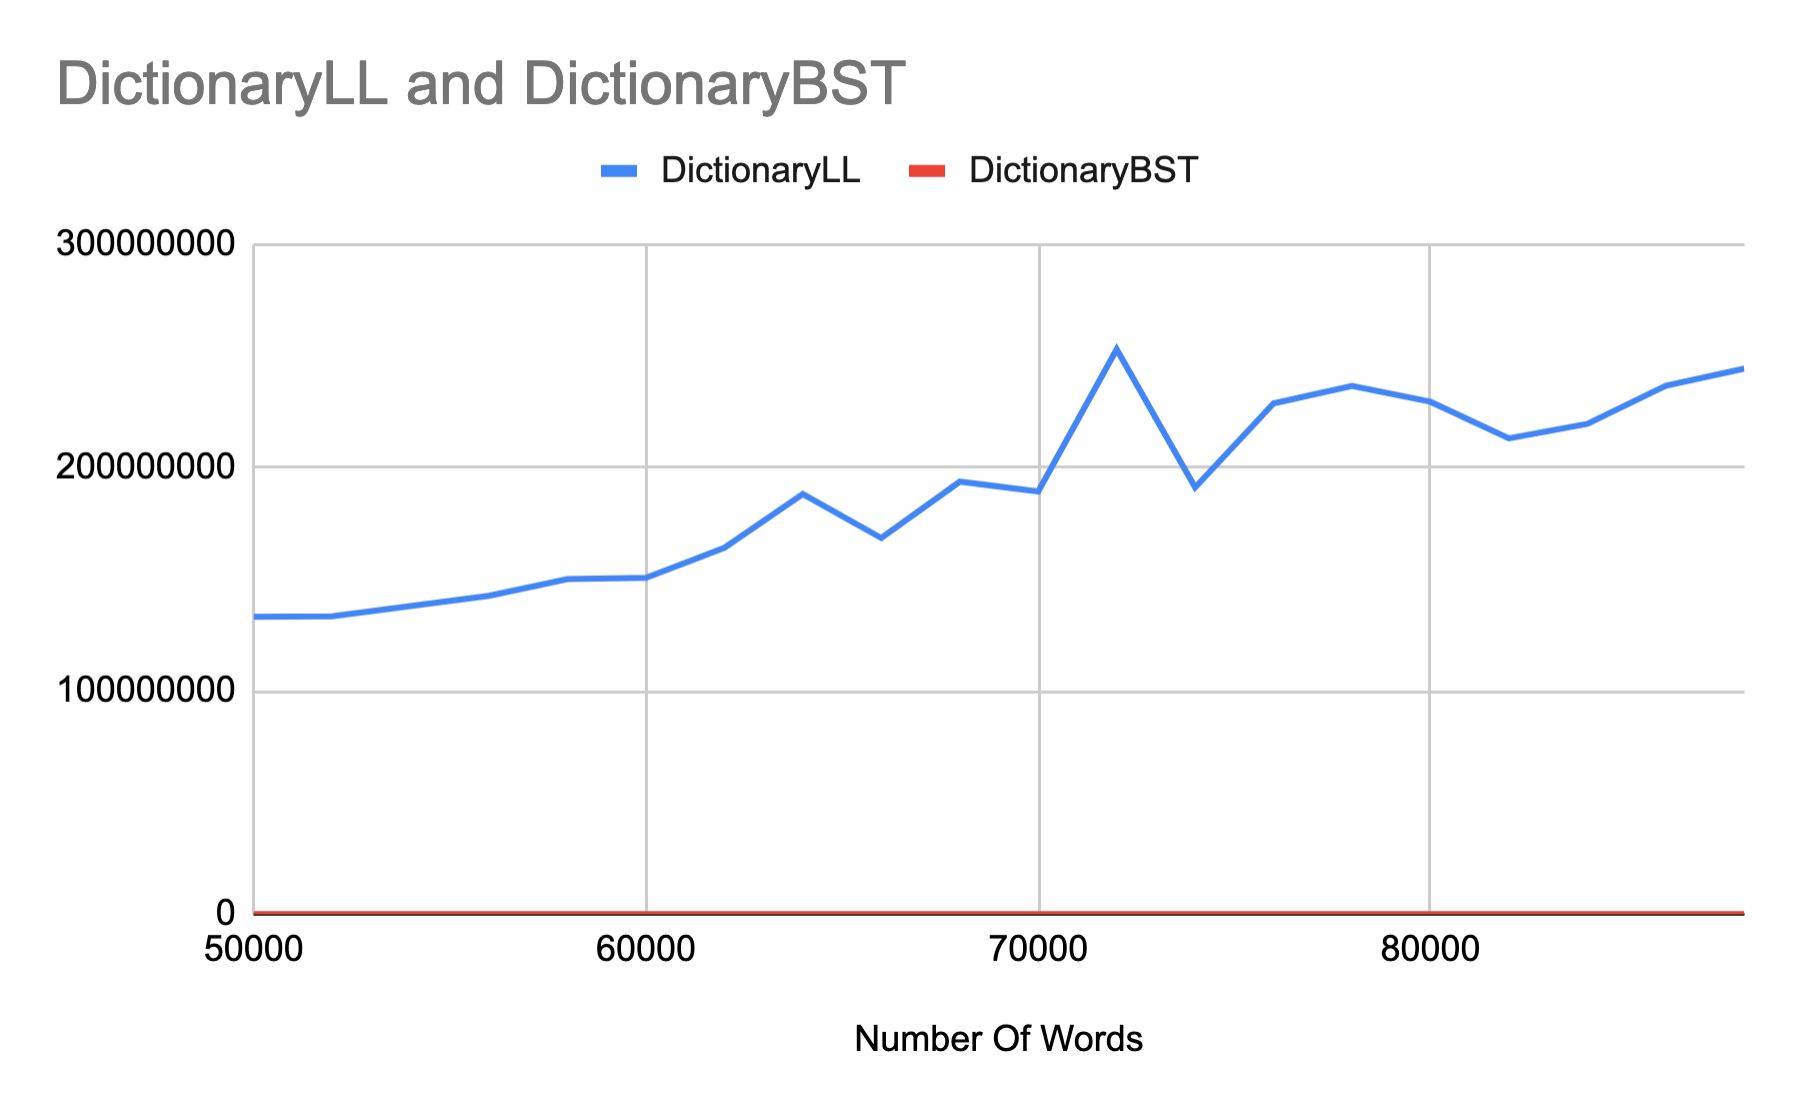 DictionaryLL and DictionaryBST
DictionaryLL DictionaryBST
300000000
200000000
100000000
0
50000 60000 70000 80000
Number Of Words